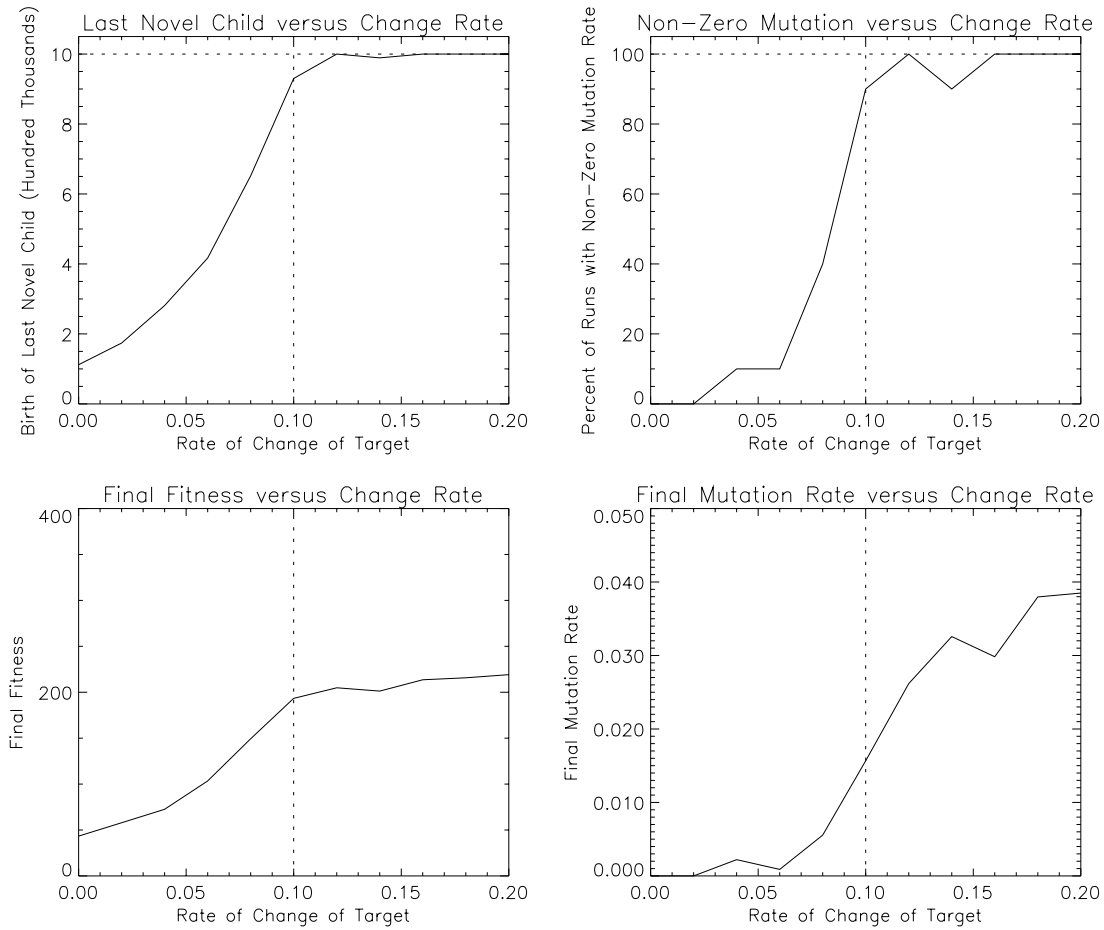 Last Novel Child versus Change Rate
Birth of Last Novel Child (Hundred Thousands)
10
8
6
4
2
0
0.00 0.05 0.10 0.15 0.20
Rate of Change of Target
Non-Zero Mutation versus Change Rate
Percent of Runs with Non-Zero Mutation Rate
100
80
60
40
20
0
0.00 0.05 0.10 0.15 0.20
Rate of Change of Target
Final Fitness versus Change Rate
Final Fitness
400
200
0
0.00 0.05 0.10 0.15 0.20
Rate of Change of Target
Final Mutation Rate versus Change Rate
Final Mutation Rate
0.050
0.040
0.030
0.020
0.010
0.000
0.00 0.05 0.10 0.15 0.20
Rate of Change of Target